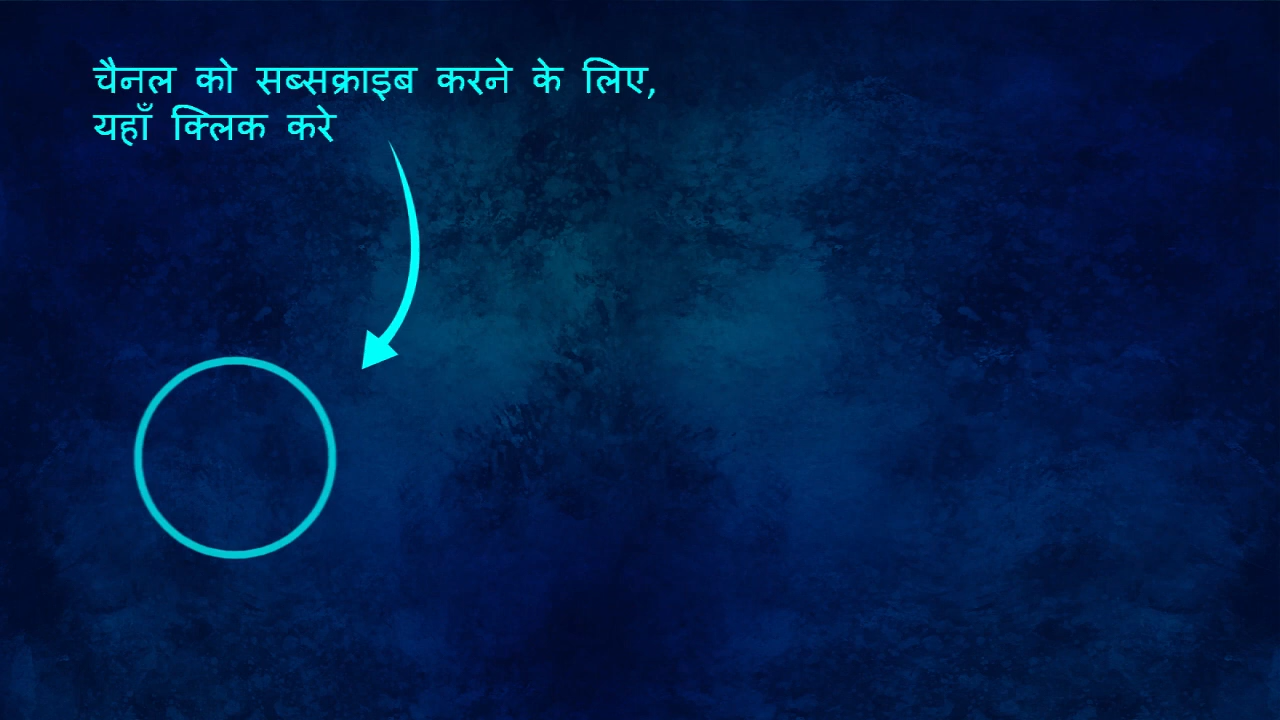 चैनल को सब्सक्राइब करने के लिए,
यहाँ क्लिक करे